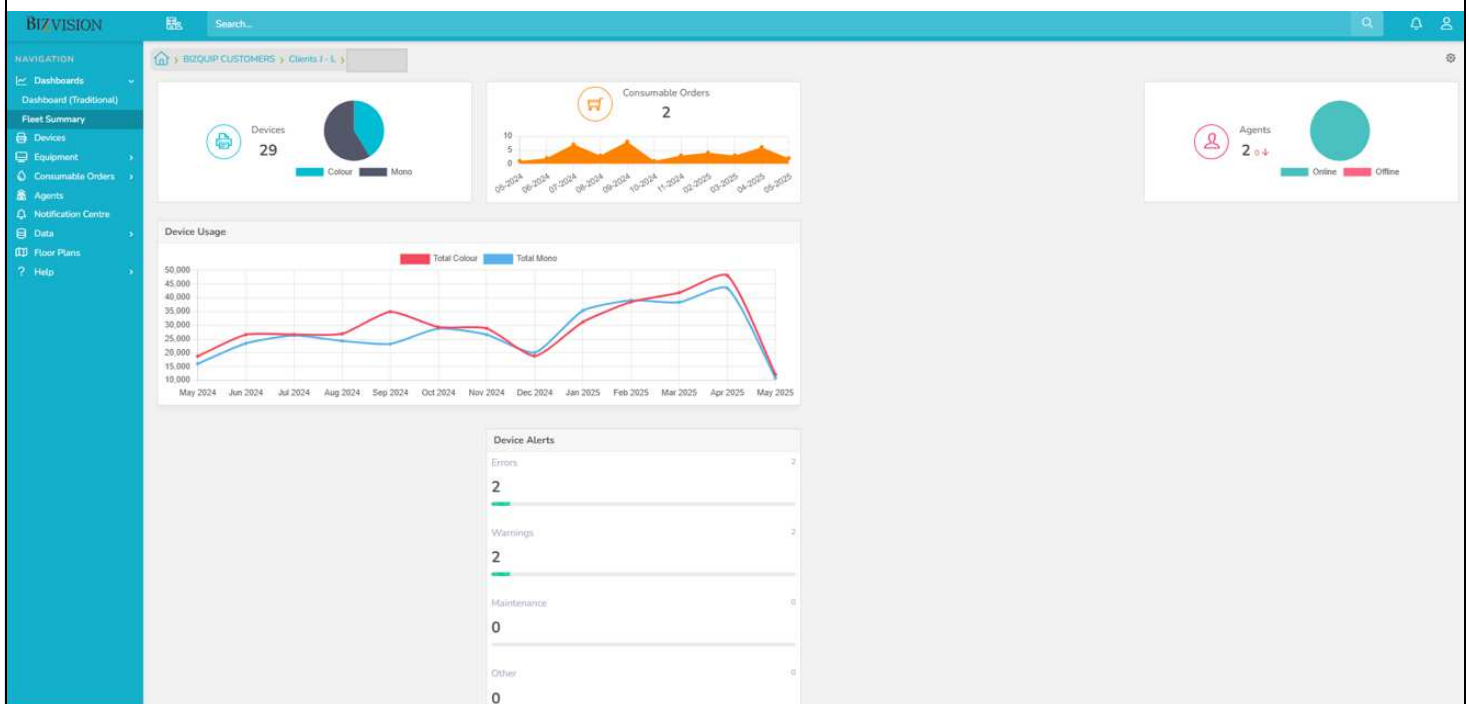 BIZVISION
Search...
NAVIGATION
Dashboards
Dashboard (Traditional)
Fleet Summary
Devices
Equipment
Consumable Orders
Agents
Notification Centre
Data
Floor Plans
? Help
BIZQUIP CUSTOMERS > Clients J - L >
Devices
29
Colour Mono
Consumable Orders
2
10
5
0
05-2024 06-2024 07-2024 08-2024 09-2024 10-2024 11-2024 02-2025 03-2025 04-2025 05-2025
Agents
2 0
Online Offline
Device Usage
Total Colour Total Mono
50,000
45,000
40,000
35,000
30,000
25,000
20,000
15,000
10,000
May 2024 Jun 2024 Jul 2024 Aug 2024 Sep 2024 Oct 2024 Nov 2024 Dec 2024 Jan 2025 Feb 2025 Mar 2025 Apr 2025 May 2025
Device Alerts
Errors 2
2
Warnings 2
2
Maintenance 0
0
Other 0
0